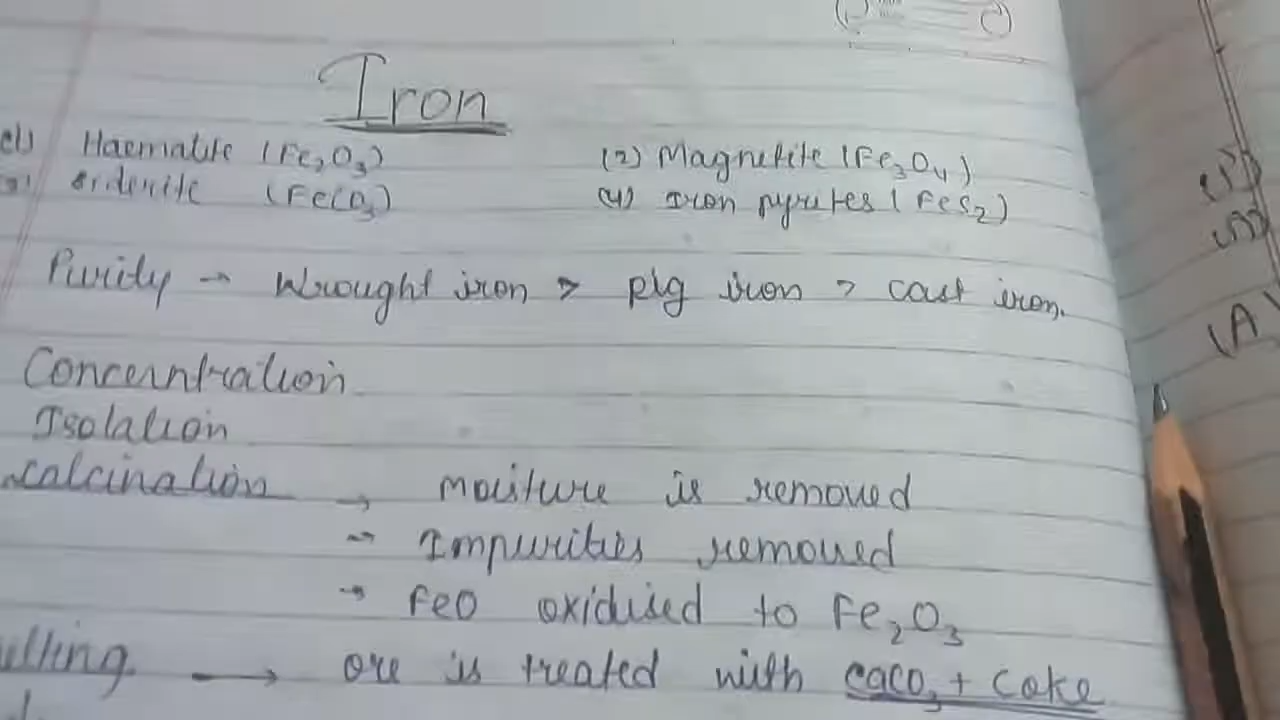 Iron
(1) Haematite (Fe2O3) (2) Magnetite (Fe3O4)
siderite (FeCO3) (4) Iron pyrites (FeS2)
Purity → Wrought iron > pig iron > cast iron.
Concentration
Isolation
calcination → moisture is removed
→ Impurities removed
→ FeO oxidised to Fe2O3
→ ore is treated with CaCO3 + coke
(A)